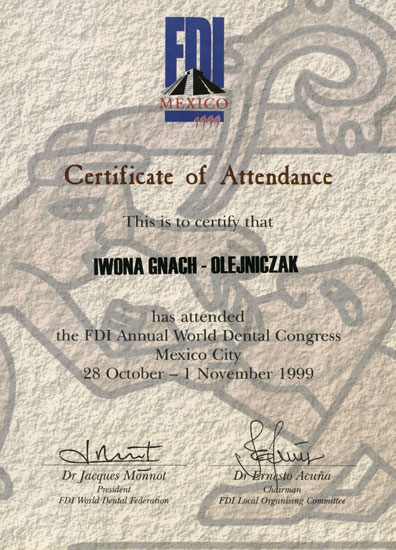 FDI
MEXICO
1999
Certificate of Attendance
This is to certify that
IWONA GNACH - OLEJNICZAK
has attended
the FDI Annual World Dental Congress
Mexico City
28 October – 1 November 1999
Dr Jacques Monnot
President
FDI World Dental Federation
Dr Ernesto Acuña
Chairman
FDI Local Organising Committee